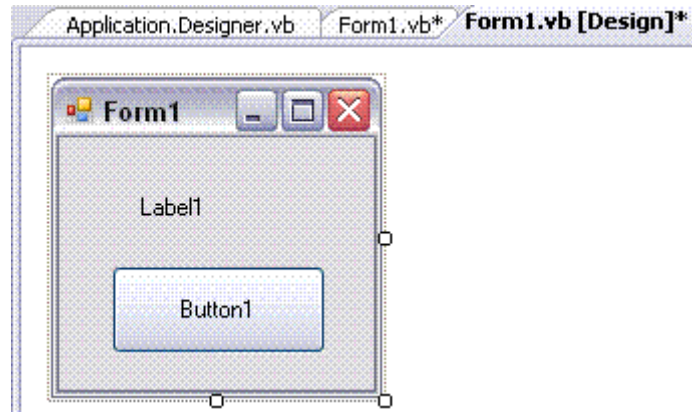 Application.Designer.vb Form1.vb* Form1.vb [Design]*
Form1
Label1
Button1